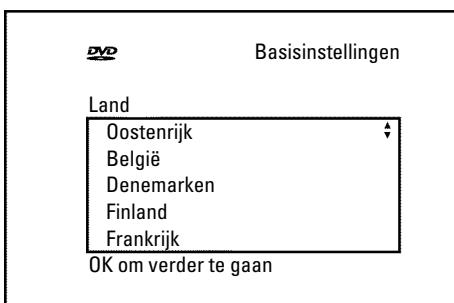 DVD Basisinstellingen
Land
Oostenrijk
België
Denemarken
Finland
Frankrijk
OK om verder te gaan